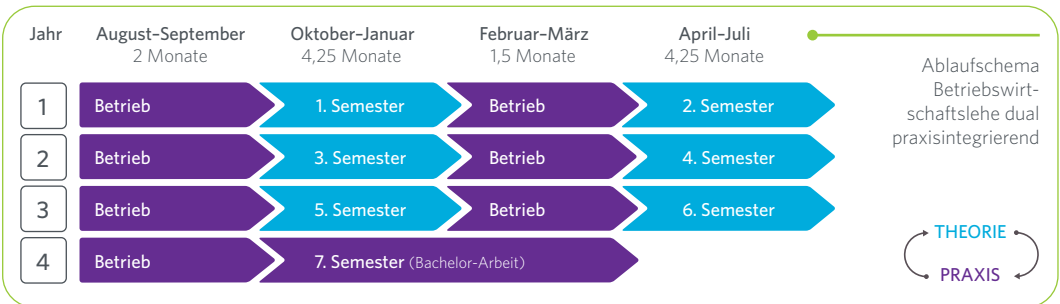 Jahr August–September Oktober–Januar Februar–März April–Juli
2 Monate 4,25 Monate 1,5 Monate 4,25 Monate
1 Betrieb 1. Semester Betrieb 2. Semester
2 Betrieb 3. Semester Betrieb 4. Semester
3 Betrieb 5. Semester Betrieb 6. Semester
4 Betrieb 7. Semester (Bachelor-Arbeit)
Ablaufschema
Betriebswirt-
schaftslehe dual
praxisintegrierend
THEORIE
PRAXIS